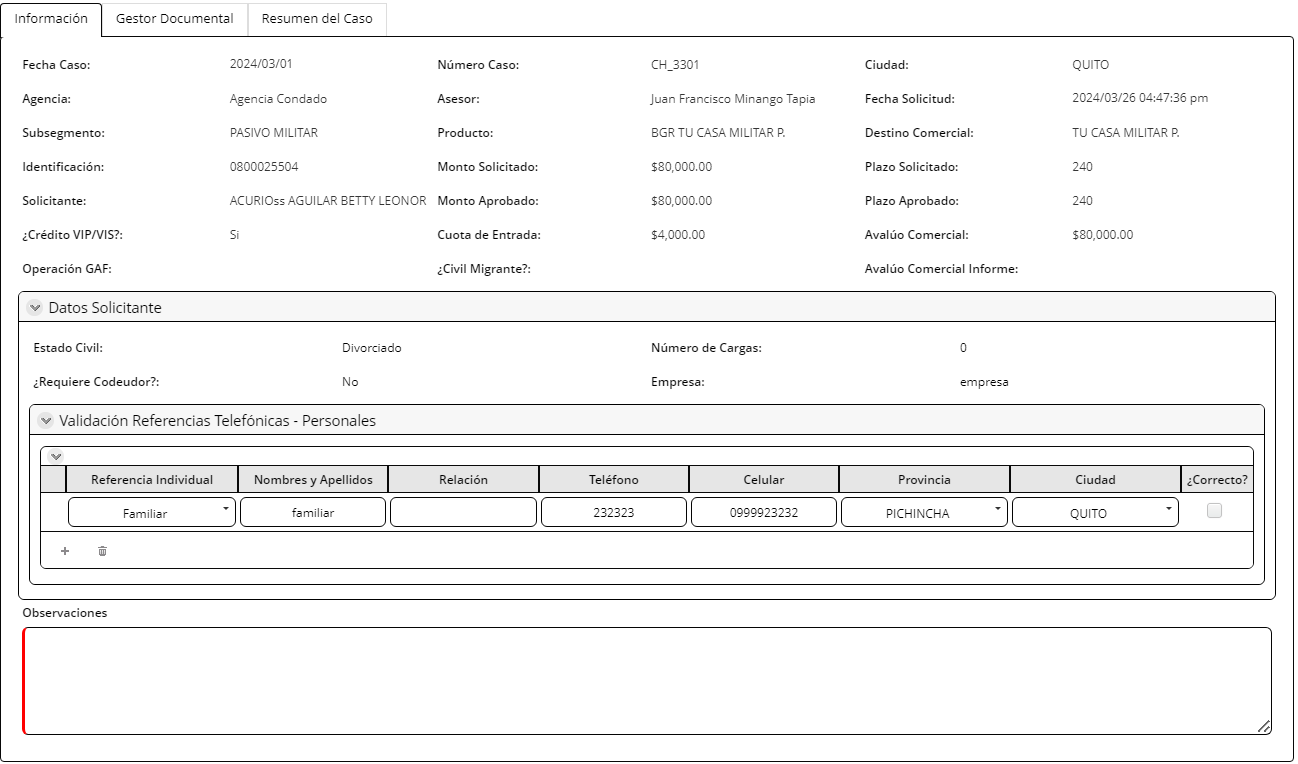 Información Gestor Documental Resumen del Caso
Fecha Caso: 2024/03/01 Número Caso: CH_3301 Ciudad: QUITO
Agencia: Agencia Condado Asesor: Juan Francisco Minango Tapia Fecha Solicitud: 2024/03/26 04:47:36 pm
Subsegmento: PASIVO MILITAR Producto: BGR TU CASA MILITAR P. Destino Comercial: TU CASA MILITAR P.
Identificación: 0800025504 Monto Solicitado: $80,000.00 Plazo Solicitado: 240
Solicitante: ACURIOss AGUILAR BETTY LEONOR Monto Aprobado: $80,000.00 Plazo Aprobado: 240
¿Crédito VIP/VIS?: Si Cuota de Entrada: $4,000.00 Avalúo Comercial: $80,000.00
Operación GAF: ¿Civil Migrante?: Avalúo Comercial Informe:
Datos Solicitante
Estado Civil: Divorciado Número de Cargas: 0
¿Requiere Codeudor?: No Empresa: empresa
Validación Referencias Telefónicas - Personales
Referencia Individual Nombres y Apellidos Relación Teléfono Celular Provincia Ciudad ¿Correcto?
Familiar familiar 232323 0999923232 PICHINCHA QUITO
Observaciones